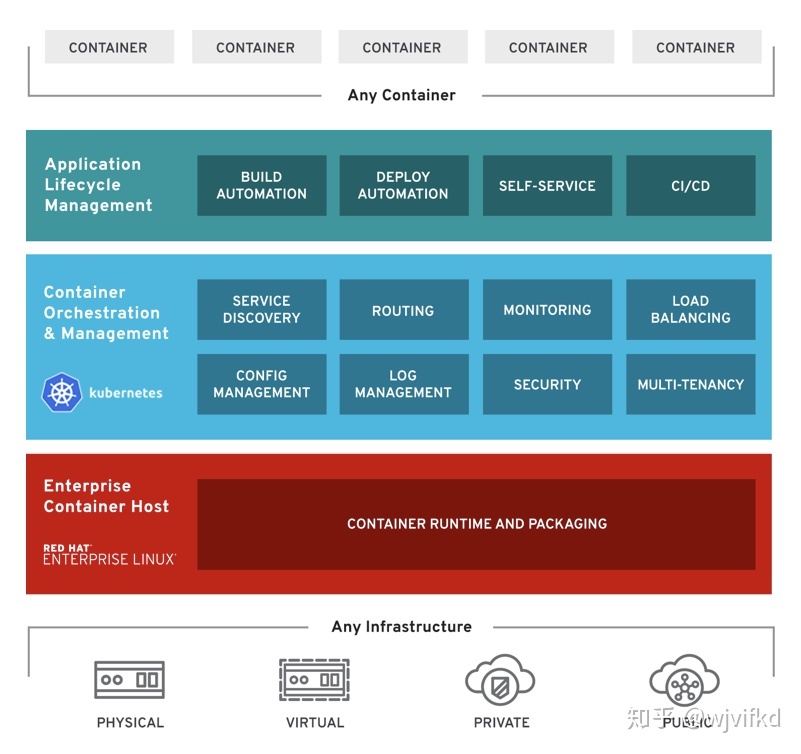 CONTAINER CONTAINER CONTAINER CONTAINER CONTAINER
Any Container
Application
Lifecycle
Management
BUILD
AUTOMATION
DEPLOY
AUTOMATION
SELF-SERVICE
CI/CD
Container
Orchestration
& Management
kubernetes
SERVICE
DISCOVERY
ROUTING
MONITORING
LOAD
BALANCING
CONFIG
MANAGEMENT
LOG
MANAGEMENT
SECURITY
MULTI-TENANCY
Enterprise
Container Host
RED HAT
ENTERPRISE LINUX
CONTAINER RUNTIME AND PACKAGING
Any Infrastructure
PHYSICAL VIRTUAL PRIVATE PUBLIC
知乎 @wjvifkd